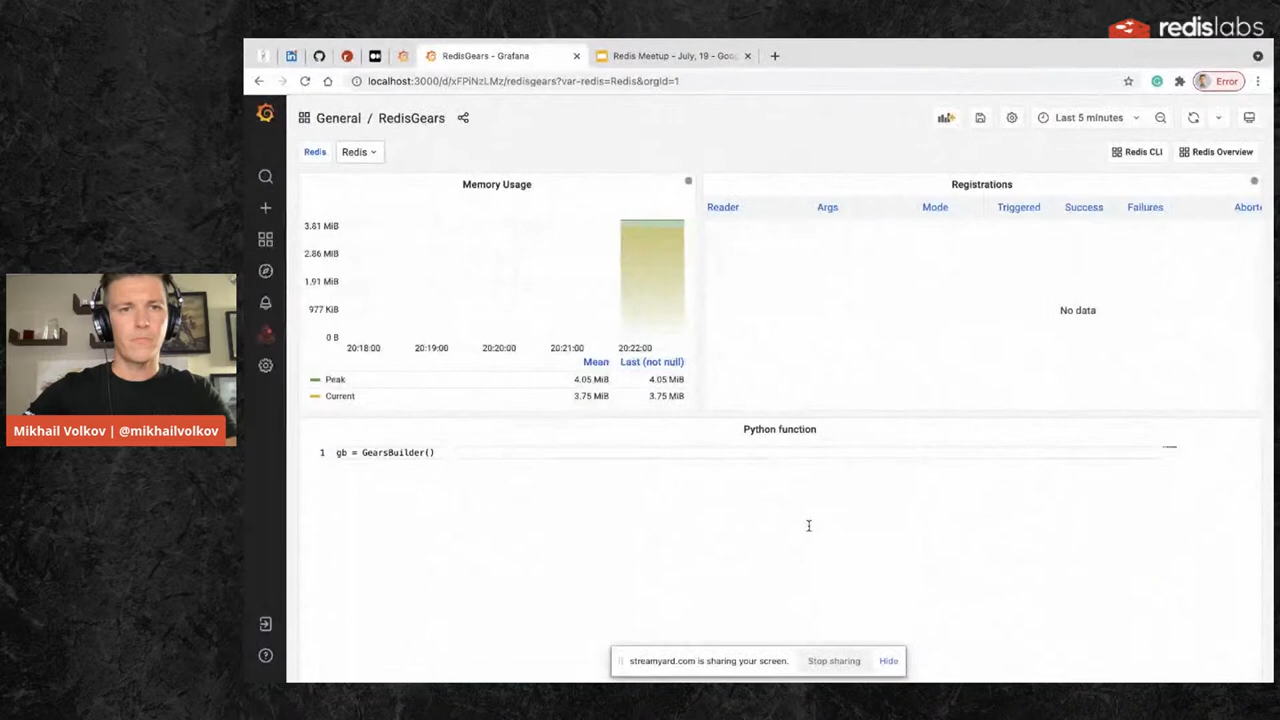 redislabs
RedisGears - Grafana
Redis Meetup - July, 19 - Goo
localhost:3000/d/xFPiNzLMz/redisgears?var-redis=Redis&orgId=1
Error
General / RedisGears
Last 5 minutes
Redis
Redis
Redis CLI
Redis Overview
Memory Usage
3.81 MiB
2.86 MiB
1.91 MiB
977 KiB
0 B
20:18:00 20:19:00 20:20:00 20:21:00 20:22:00
Mean Last (not null)
Peak 4.05 MiB 4.05 MiB
Current 3.75 MiB 3.75 MiB
Registrations
Reader Args Mode Triggered Success Failures Aborte
No data
Mikhail Volkov | @mikhailvolkov
Python function
1 gb = GearsBuilder()
streamyard.com is sharing your screen. Stop sharing Hide